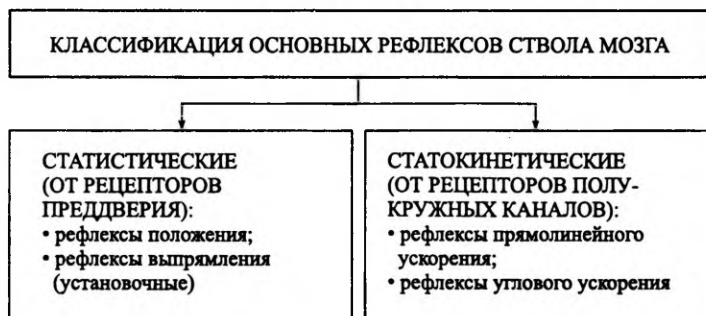 КЛАССИФИКАЦИЯ ОСНОВНЫХ РЕФЛЕКСОВ СТВОЛА МОЗГА
СТАТИСТИЧЕСКИЕ
(ОТ РЕЦЕПТОРОВ
ПРЕДДВЕРИЯ):
• рефлексы положения;
• рефлексы выпрямления
(установочные)
СТАТОКИНЕТИЧЕСКИЕ
(ОТ РЕЦЕПТОРОВ ПОЛУ-
КРУЖНЫХ КАНАЛОВ):
• рефлексы прямолинейного
ускорения;
• рефлексы углового ускорения